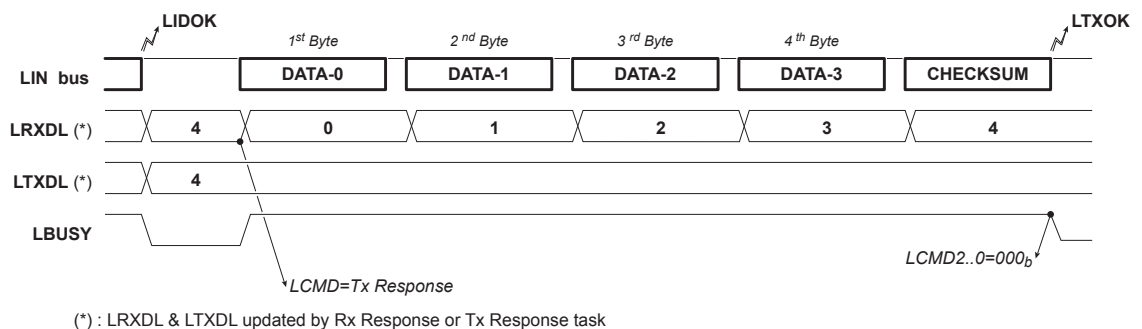 LIDOK
LTXOK
1st Byte 2nd Byte 3rd Byte 4th Byte
LIN bus DATA-0 DATA-1 DATA-2 DATA-3 CHECKSUM
LRXDL (*) 4 0 1 2 3 4
LTXDL (*) 4
LBUSY
LCMD2..0=000b
LCMD=Tx Response
(*) : LRXDL & LTXDL updated by Rx Response or Tx Response task